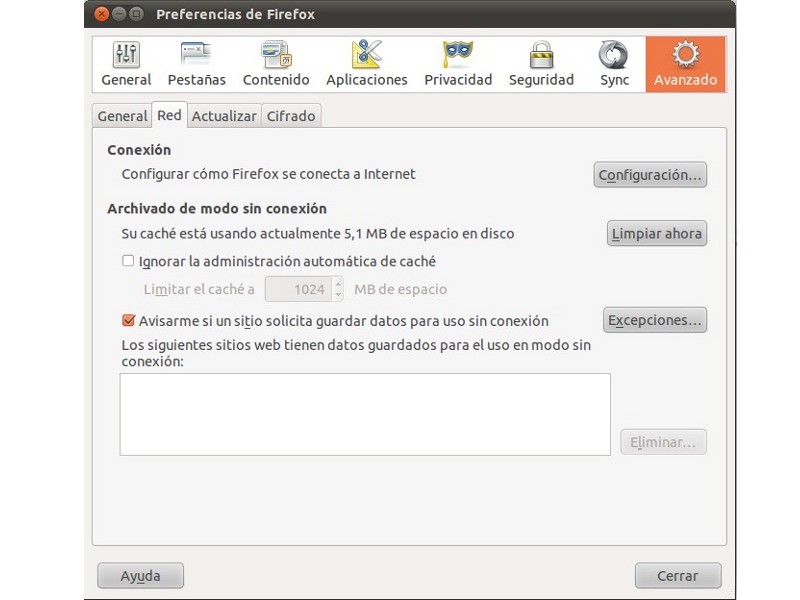 Preferencias de Firefox
General
Pestañas
Contenido
Aplicaciones
Privacidad
Seguridad
Sync
Avanzado
General
Red
Actualizar
Cifrado
Conexión
Configurar cómo Firefox se conecta a Internet
Configuración...
Archivado de modo sin conexión
Su caché está usando actualmente 5,1 MB de espacio en disco
Limpiar ahora
Ignorar la administración automática de caché
Limitar el caché a 1024 MB de espacio
Avisarme si un sitio solicita guardar datos para uso sin conexión
Excepciones...
Los siguientes sitios web tienen datos guardados para el uso en modo sin
conexión:
Eliminar...
Ayuda
Cerrar